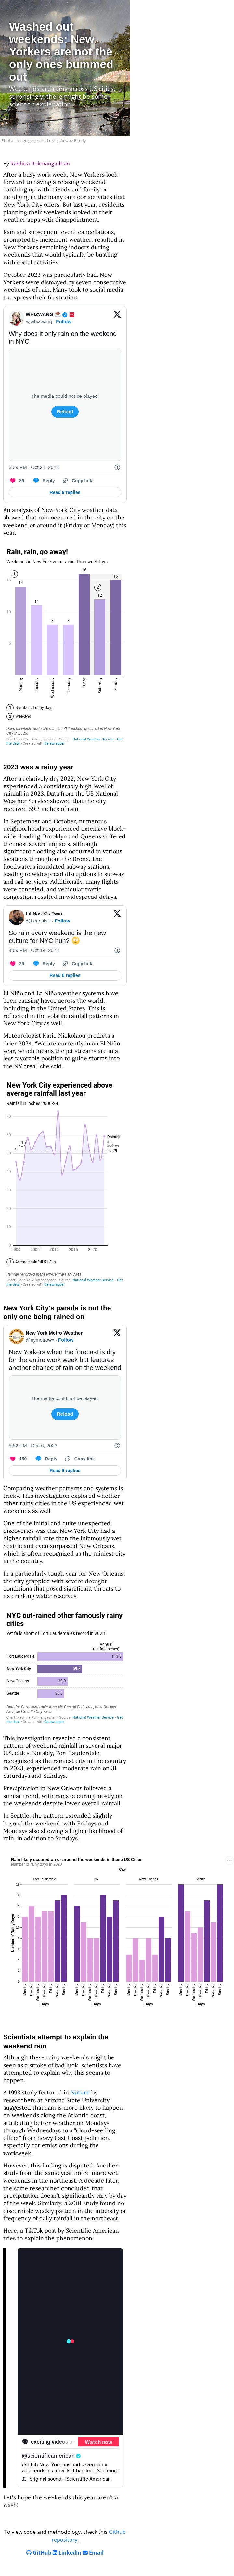 Washed out
weekends: New
Yorkers are not the
only ones bummed
out
Weekends are rainy across US cities;
surprisingly, there might be some
scientific explanation
Photo: Image generated using Adobe Firefly
By Radhika Rukmangadhan
After a busy work week, New Yorkers look
forward to having a relaxing weekend
catching up with friends and family or
indulging in the many outdoor activities that
New York City offers. But last year, residents
planning their weekends looked at their
weather apps with disappointment.
Rain and subsequent event cancellations,
prompted by inclement weather, resulted in
New Yorkers remaining indoors during
weekends that would typically be bustling
with social activities.
October 2023 was particularly bad. New
Yorkers were dismayed by seven consecutive
weekends of rain. Many took to social media
to express their frustration.
WHIZWANG
@whizwang · Follow
Why does it only rain on the weekend
in NYC
The media could not be played.
Reload
3:39 PM · Oct 21, 2023
89 Reply Copy link
Read 9 replies
An analysis of New York City weather data
showed that rain occurred in the city on the
weekend or around it (Friday or Monday) this
year.
Rain, rain, go away!
Weekends in New York were rainier than weekdays
1
15
10
5
14
11
8
8
16
2
12
15
Monday
Tuesday
Wednesday
Thursday
Friday
Saturday
Sunday
1 Number of rainy days
2 Weekend
Days in which moderate rainfall (>0.1 inches) occurred in New York
city in 2023
Chart: Radhika Rukmangadhan • Source: National Weather Service • Get
the data • Created with Datawrapper
2023 was a rainy year
After a relatively dry 2022, New York City
experienced a considerably high level of
rainfall in 2023. Data from the US National
Weather Service showed that the city
received 59.3 inches of rain.
In September and October, numerous
neighborhoods experienced extensive block-
wide flooding. Brooklyn and Queens suffered
the most severe impacts, although
significant flooding also occurred in various
locations throughout the Bronx. The
floodwaters inundated subway stations,
leading to widespread disruptions in subway
and rail services. Additionally, many flights
were canceled, and vehicular traffic
congestion resulted in widespread delays.
Lil Nas X's Twin.
Follow
So rain every weekend is the new
culture for NYC huh? 🙄
4:09 PM · Oct 14, 2023
28 Reply Copy link
Read 6 replies
El Niño and La Niña weather systems have
been causing havoc across the world,
including in the United States. This is
reflected in the volatile rainfall patterns in
New York City as well.
Meteorologist Katie Nickolaou predicts a
direr 2024. "We are currently in an El Niño
year, which means the jet streams are in a
less favorable position to guide storms into
the NY area," she said.
New York City experienced above
average rainfall last year
Rainfall in inches 2000-24
70
60
50
40
30
20
10
0
1
Rainfall
in
inches
59.29
2000
2005
2010
2015
2020
1 Average rainfall 51.5 in
Rainfall recorded in the NY-Central Park Area
Chart: Radhika Rukmangadhan • Source: National Weather Service • Get
the data • Created with Datawrapper
New York City's parade is not the
only one being rained on
New York Metro Weather
@nymetrowx · Follow
New Yorkers when the forecast is dry
for the entire work week but features
another chance of rain on the weekend
The media could not be played.
Reload
5:52 PM · Dec 6, 2023
100 Reply Copy link
Read 8 replies
Comparing weather patterns and systems is
tricky. This investigation explored whether
other rainy cities in the US experienced wet
weekends as well.
One of the initial and quite unexpected
discoveries was that New York City had a
higher rainfall rate than the infamously wet
Seattle and even surpassed New Orleans,
which is often recognized as the rainiest city
in the country.
In a particularly tough year for New Orleans,
the city grappled with severe drought
conditions that posed significant threats to
its drinking water reserves.
NYC out-rained other famously rainy
cities
Yet falls short of Fort Lauderdale's record in 2023
Annual
rainfall(inches)
Fort Lauderdale
New York City
59.3
New Orleans
39.9
Seattle
Data for Fort Lauderdale Area, NY-Central Park Area, New Orleans
Area, and Seattle City Area
Chart: Radhika Rukmangadhan • Source: National Weather Service • Get
the data • Created with Datawrapper
This investigation revealed a consistent
pattern of weekend rainfall in several major
U.S. cities. Notably, Fort Lauderdale,
recognized as the rainiest city in the country
in 2023, experienced moderate rain on 31
Saturdays and Sundays.
Precipitation in New Orleans followed a
similar trend, with rains occuring mostly on
the weekends despite lower overall rainfall.
In Seattle, the pattern extended slightly
beyond the weekend, with Fridays and
Mondays also showing a higher likelihood of
rain, in addition to Sundays.
Rain likely occured on or around the weekends in these US Cities
Number of rainy days in 2023
City
Fort Lauderdale
NY
New Orleans
Seattle
Number of Rainy Days
18
16
14
12
10
8
6
4
2
0
Monday Tuesday Wednesday Thursday Friday Saturday Sunday
Monday Tuesday Wednesday Thursday Friday Saturday Sunday
Monday Tuesday Wednesday Thursday Friday Saturday Sunday
Monday Tuesday Wednesday Thursday Friday Saturday Sunday
Days
Days
Days
Days
Scientists attempt to explain the
weekend rain
Although these rainy weekends might be
seen as a stroke of bad luck, scientists have
attempted to explain why this seems to
happen.
A 1998 study featured in Nature by
researchers at Arizona State University
suggested that rain is more likely to happen
on weekends along the Atlantic coast,
attributing better weather on Mondays
through Wednesdays to a "cloud-seeding
effect" from heavy East Coast pollution,
especially car emissions during the
workweek.
However, this finding is disputed. Another
study from the same year noted more wet
weekends in the northeast. A decade later,
the same researcher concluded that
precipitation doesn't significantly vary by day
of the week. Similarly, a 2001 study found no
discernible weekly pattern in the intensity or
frequency of daily rainfall in the northeast.
Here, a TikTok post by Scientific American
tries to explain the phenomenon:
exciting videos
Watch now
@scientificamerican
#stitch New York has had seven rainy
weekends in a row. Is it bad luc ...See more
original sound - Scientific American
Let's hope the weekends this year aren't a
wash!
To view code and methodology, check this Github
repository.
GitHub LinkedIn Email